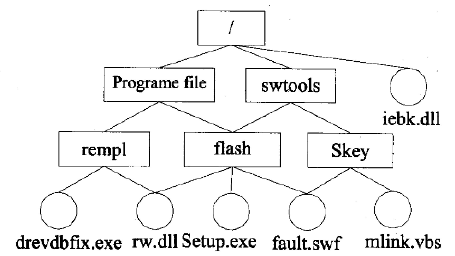 /
Programe file
swtools
iebk.dll
rempl
flash
Skey
drevdbfix.exe
rw.dll
Setup.exe
fault.swf
mlink.vbs